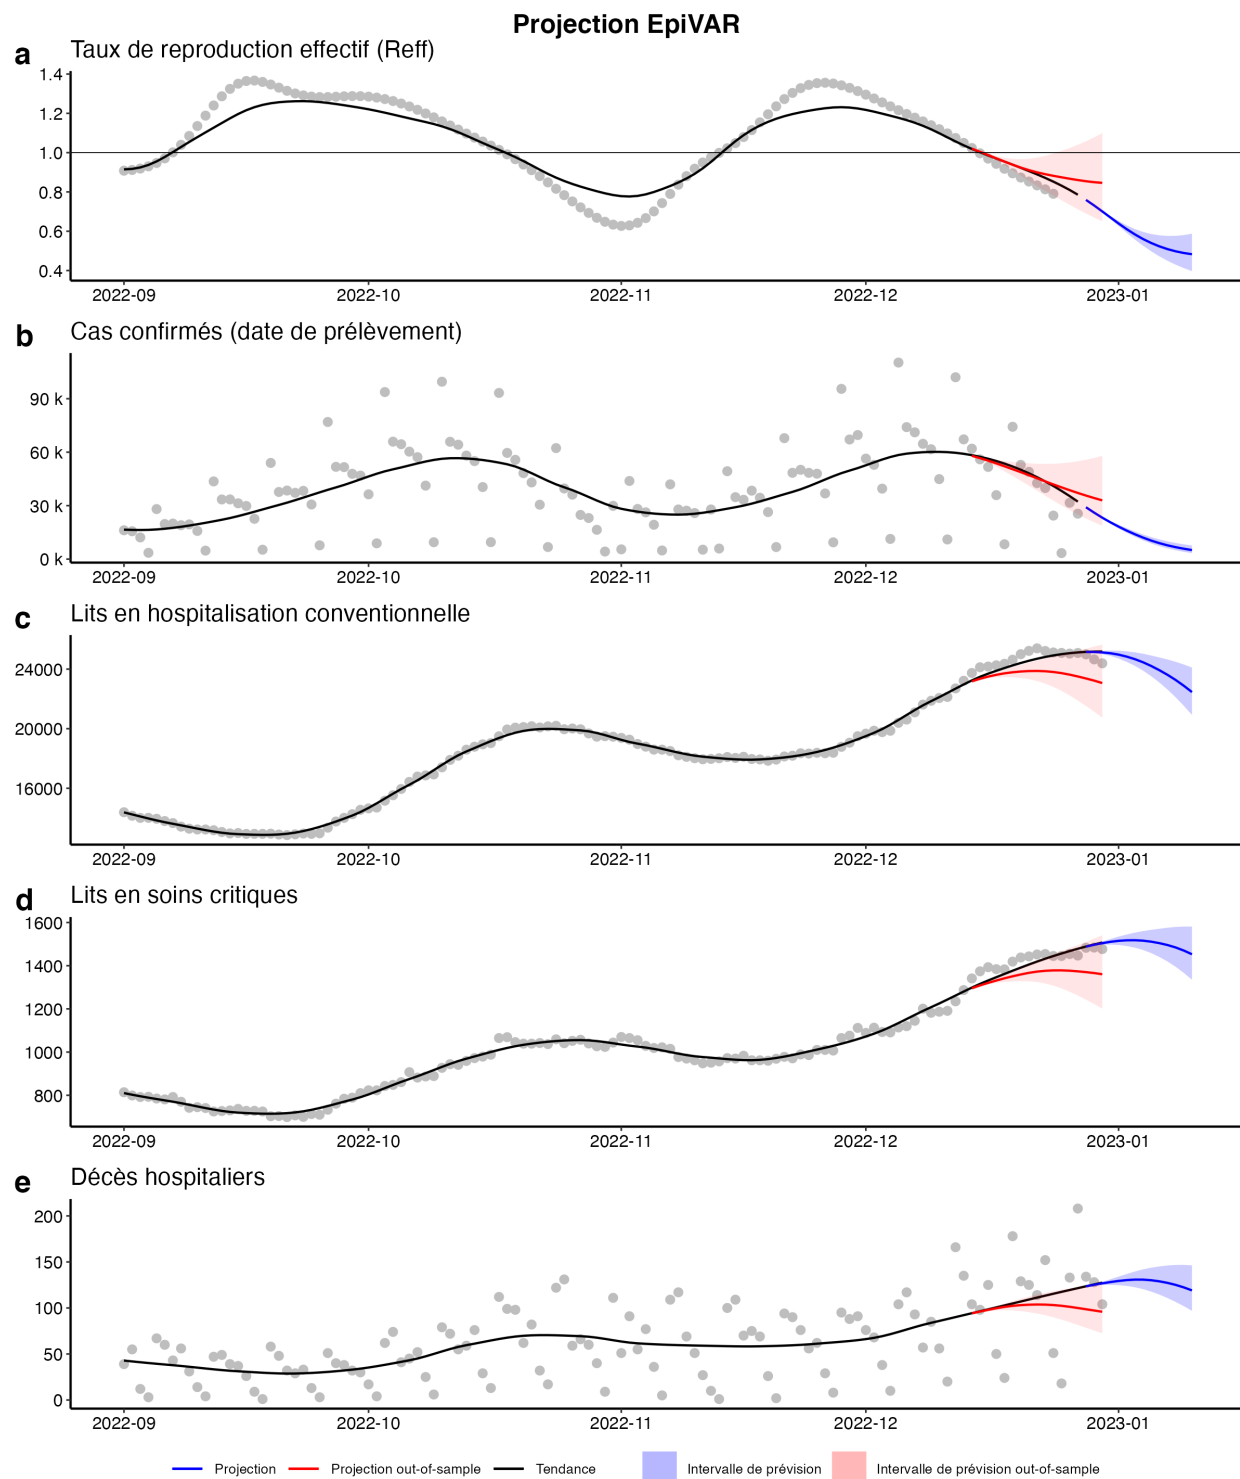 Projection EpiVAR
a Taux de reproduction effectif (Reff)
1.4
1.2
1.0
0.8
0.6
0.4
2022-09 2022-10 2022-11 2022-12 2023-01
b Cas confirmés (date de prélèvement)
90 k
60 k
30 k
0 k
2022-09 2022-10 2022-11 2022-12 2023-01
c Lits en hospitalisation conventionnelle
24000
20000
16000
2022-09 2022-10 2022-11 2022-12 2023-01
d Lits en soins critiques
1600
1400
1200
1000
800
2022-09 2022-10 2022-11 2022-12 2023-01
e Décès hospitaliers
200
150
100
50
0
2022-09 2022-10 2022-11 2022-12 2023-01
Projection Projection out-of-sample Tendance Intervalle de prévision Intervalle de prévision out-of-sample